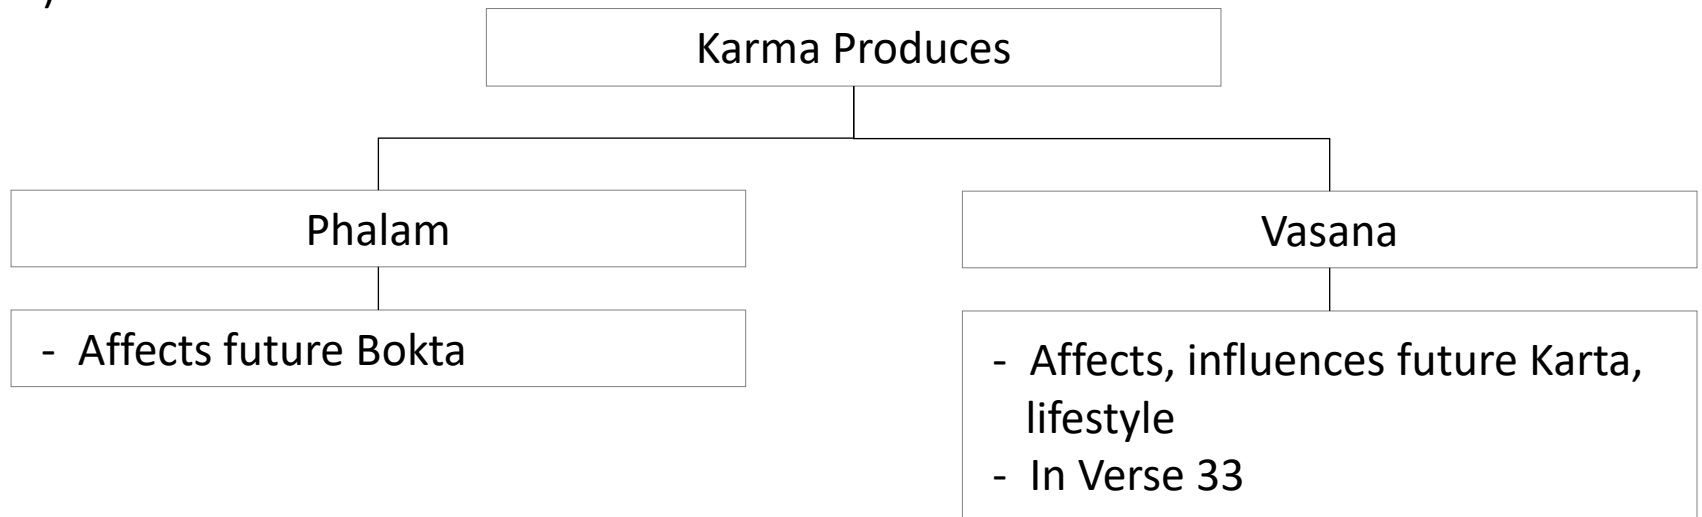 Karma Produces
Phalam
Vasana
- Affects future Bokta
- Affects, influences future Karta,
lifestyle
- In Verse 33